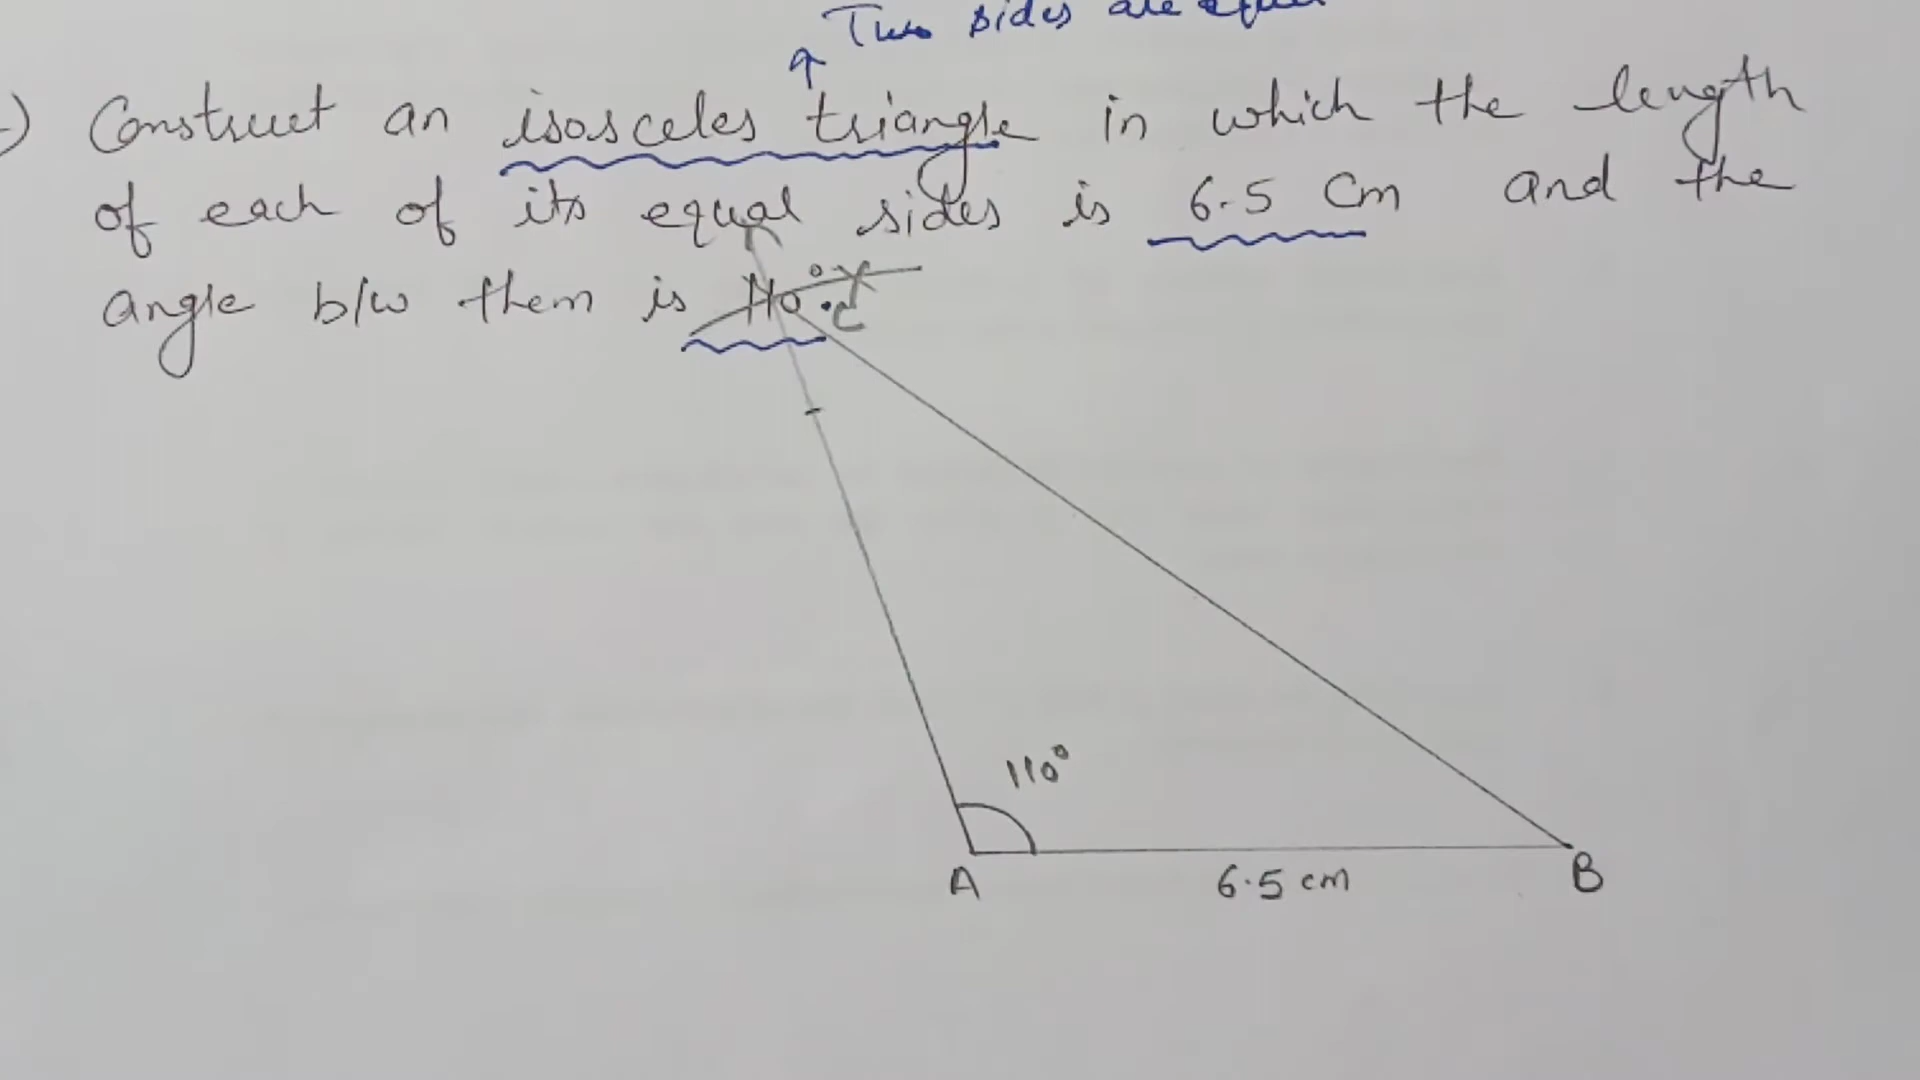 Two sides are equal
↑
-) Construct an isosceles triangle in which the length
of each of its equal sides is 6.5 cm and the
angle b/w them is 110° X
.C
110°
A 6.5 cm B